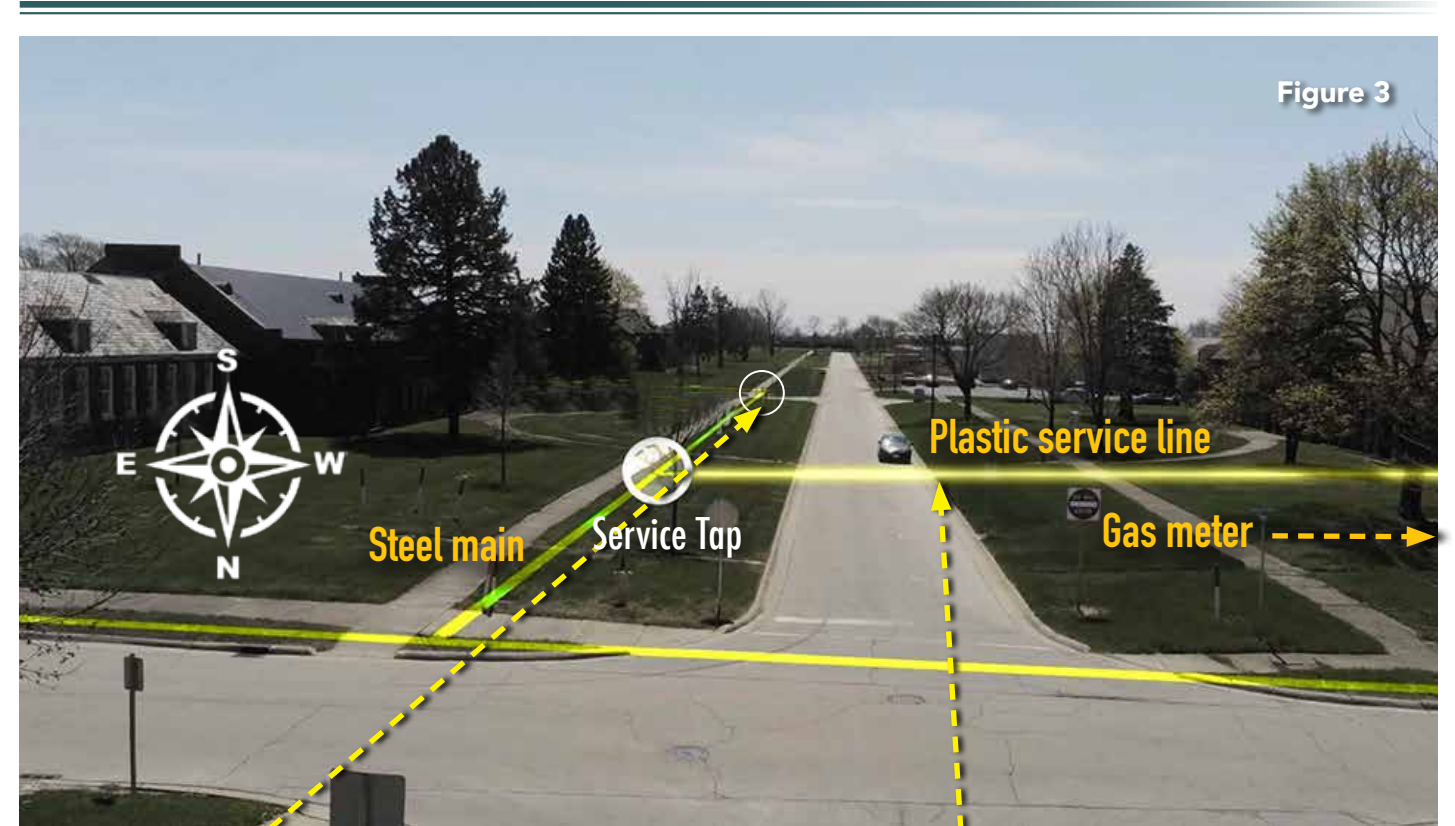 Figure 3
S
E
W
N
Plastic service line
Steel main
Service Tap
Gas meter